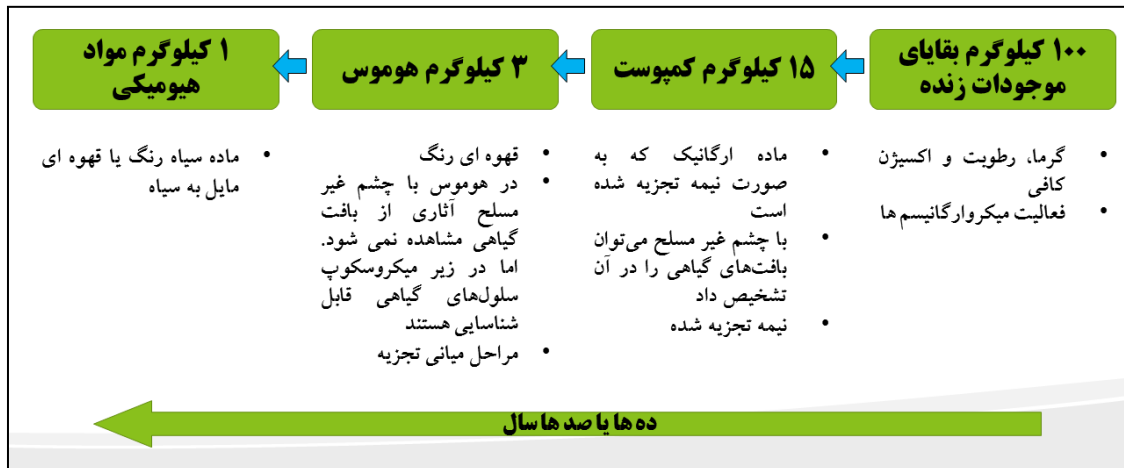 ۱۰۰ کیلوگرم بقایای
موجودات زنده
۱۵ کیلوگرم کمپوست
۳ کیلوگرم هوموس
۱ کیلوگرم مواد
هیومیکی
• گرما، رطوبت و اکسیژن
کافی
• فعالیت میکروارگانیسم ها
• ماده ارگانیک که به
صورت نیمه تجزیه شده
است
• با چشم غیر مسلح می‌توان
بافت‌های گیاهی را در آن
تشخیص داد
• نیمه تجزیه شده
• قهوه ای رنگ
• در هوموس با چشم غیر
مسلح آثاری از بافت
گیاهی مشاهده نمی شود.
اما در زیر میکروسکوپ
سلول‌های گیاهی قابل
شناسایی هستند
• مراحل میانی تجزیه
• ماده سیاه رنگ یا قهوه ای
مایل به سیاه
ده ها یا صد ها سال